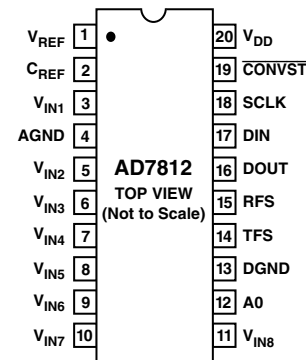 VREF 1 20 VDD
CREF 2 19 CONVST
VIN1 3 18 SCLK
AGND 4 17 DIN
VIN2 5 AD7812 16 DOUT
TOP VIEW
VIN3 6 (Not to Scale) 15 RFS
VIN4 7 14 TFS
VIN5 8 13 DGND
VIN6 9 12 A0
VIN7 10 11 VIN8